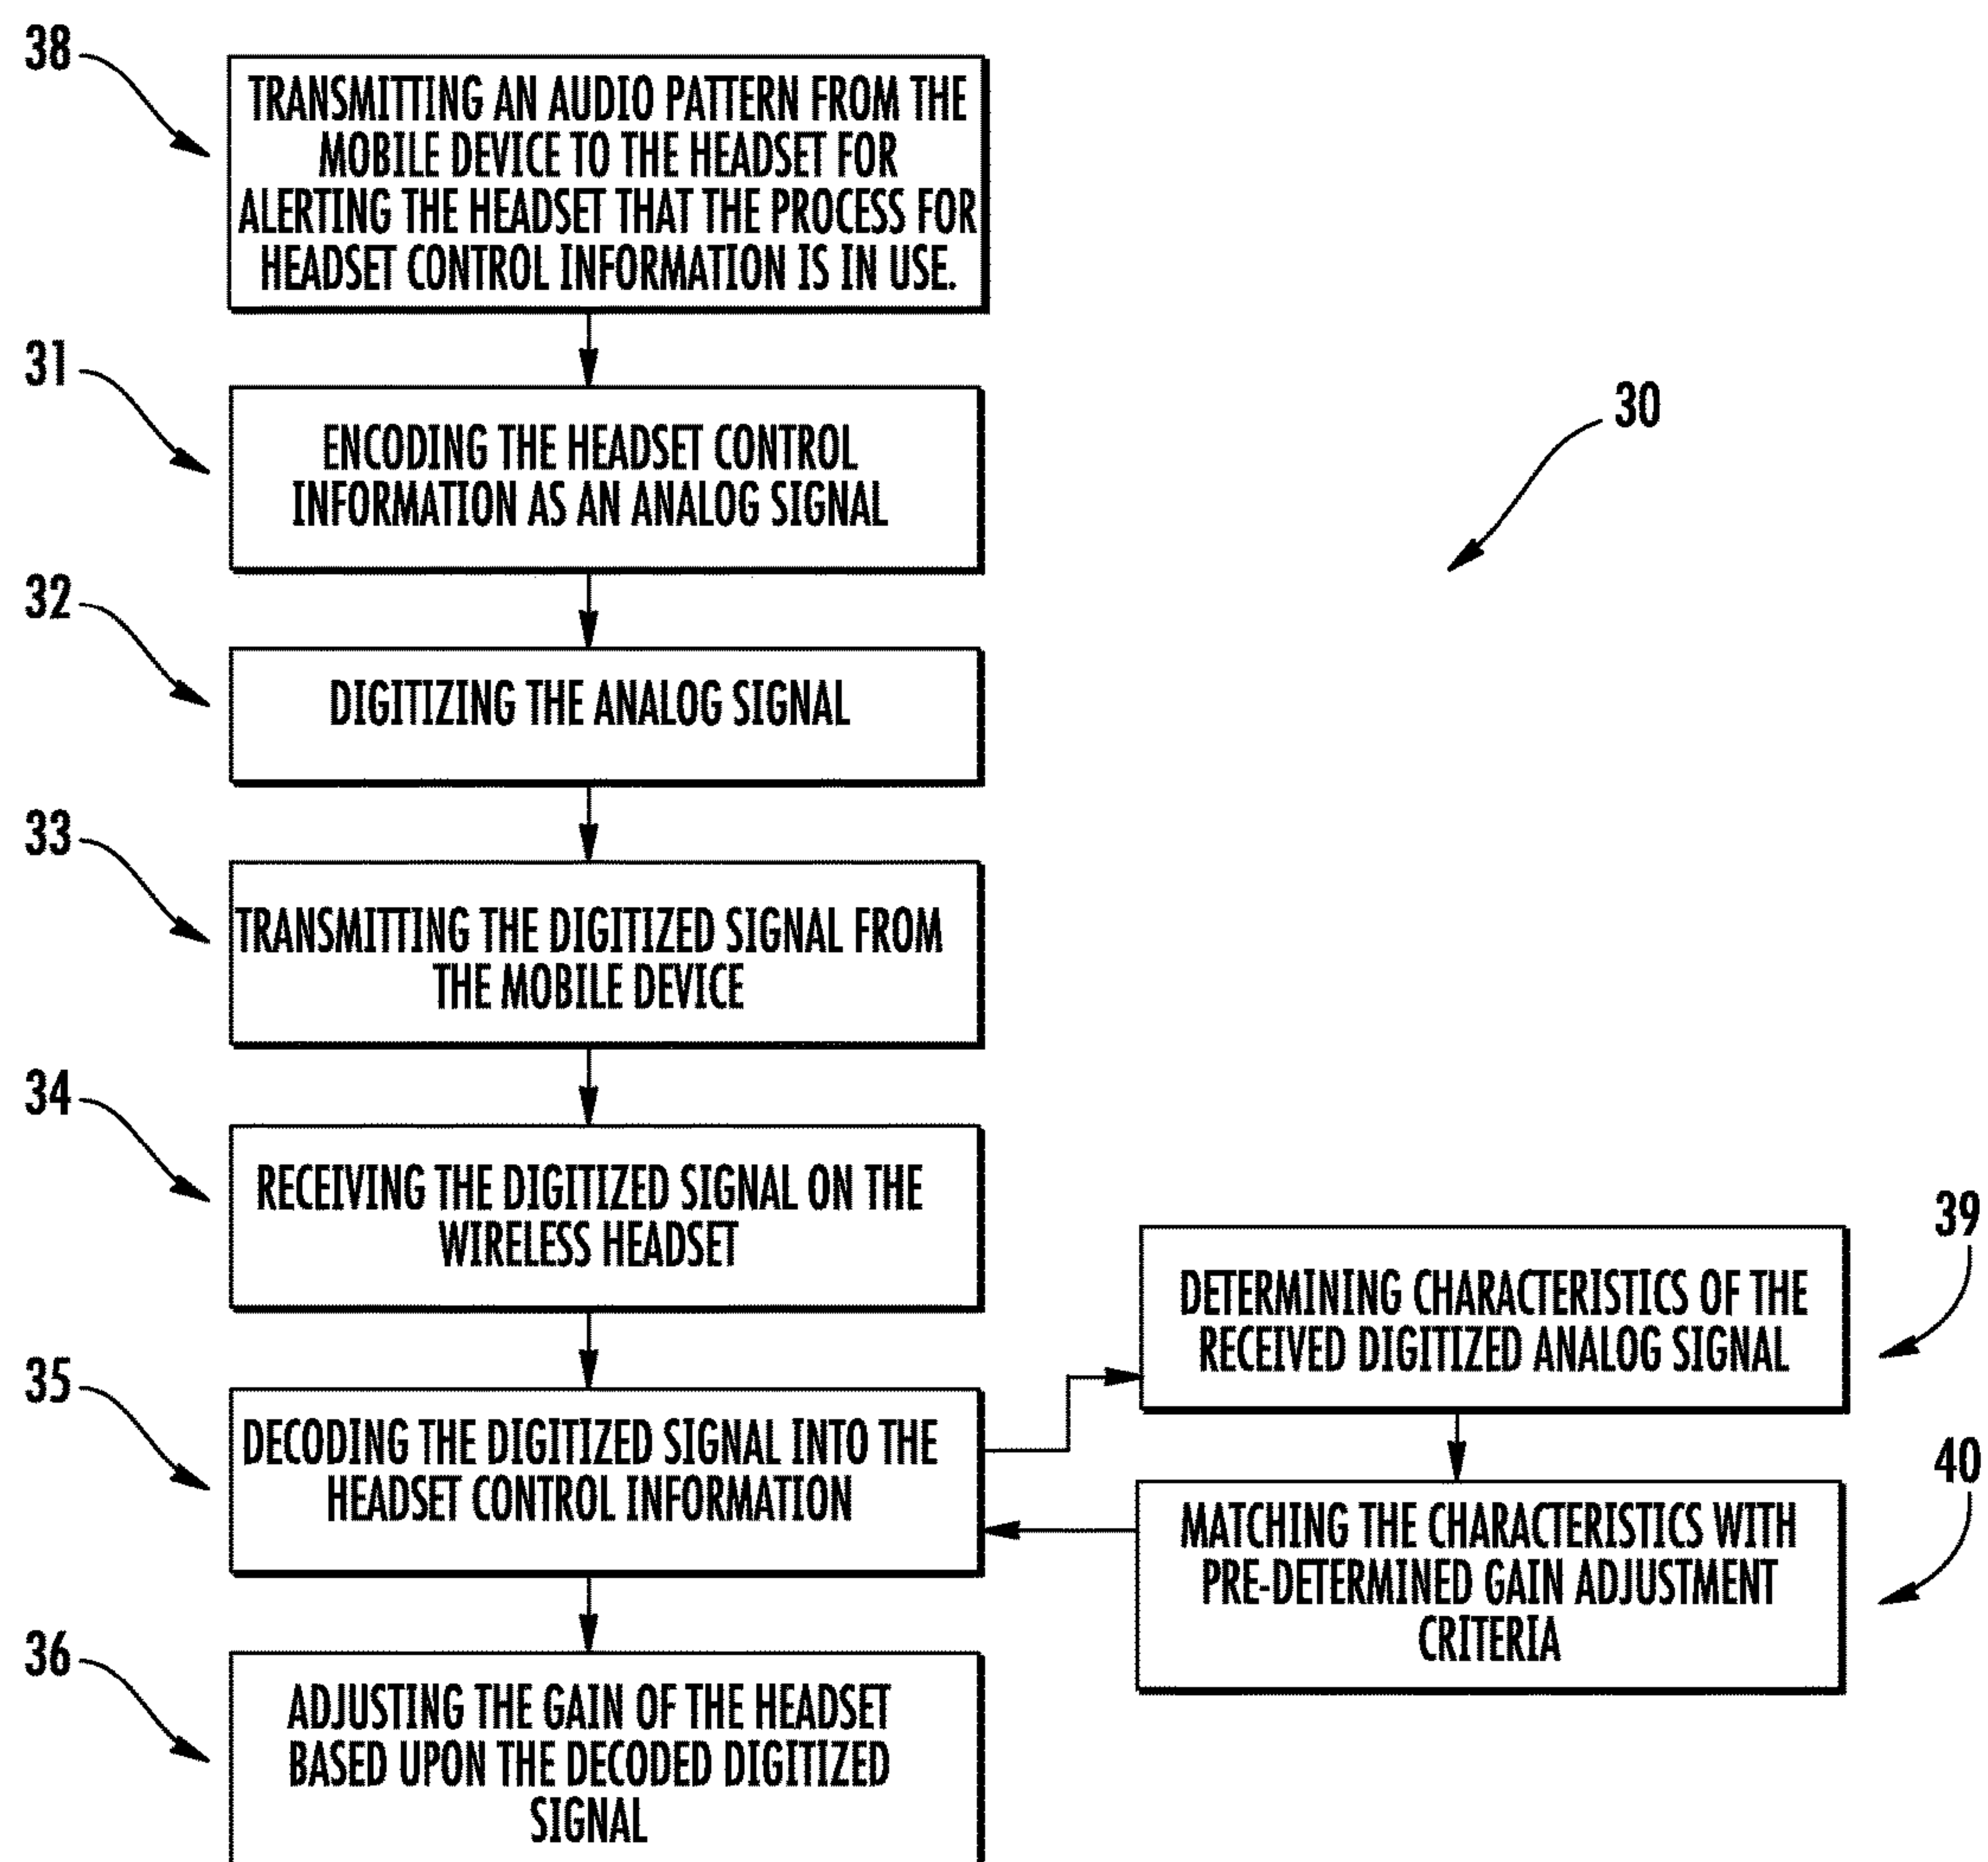 38
TRANSMITTING AN AUDIO PATTERN FROM THE
MOBILE DEVICE TO THE HEADSET FOR
ALERTING THE HEADSET THAT THE PROCESS FOR
HEADSET CONTROL INFORMATION IS IN USE.
31
ENCODING THE HEADSET CONTROL
INFORMATION AS AN ANALOG SIGNAL
30
32
DIGITIZING THE ANALOG SIGNAL
33
TRANSMITTING THE DIGITIZED SIGNAL FROM
THE MOBILE DEVICE
34
RECEIVING THE DIGITIZED SIGNAL ON THE
WIRELESS HEADSET
35
DECODING THE DIGITIZED SIGNAL INTO THE
HEADSET CONTROL INFORMATION
39
DETERMINING CHARACTERISTICS OF THE
RECEIVED DIGITIZED ANALOG SIGNAL
40
MATCHING THE CHARACTERISTICS WITH
PRE-DETERMINED GAIN ADJUSTMENT
CRITERIA
36
ADJUSTING THE GAIN OF THE HEADSET
BASED UPON THE DECODED DIGITIZED
SIGNAL